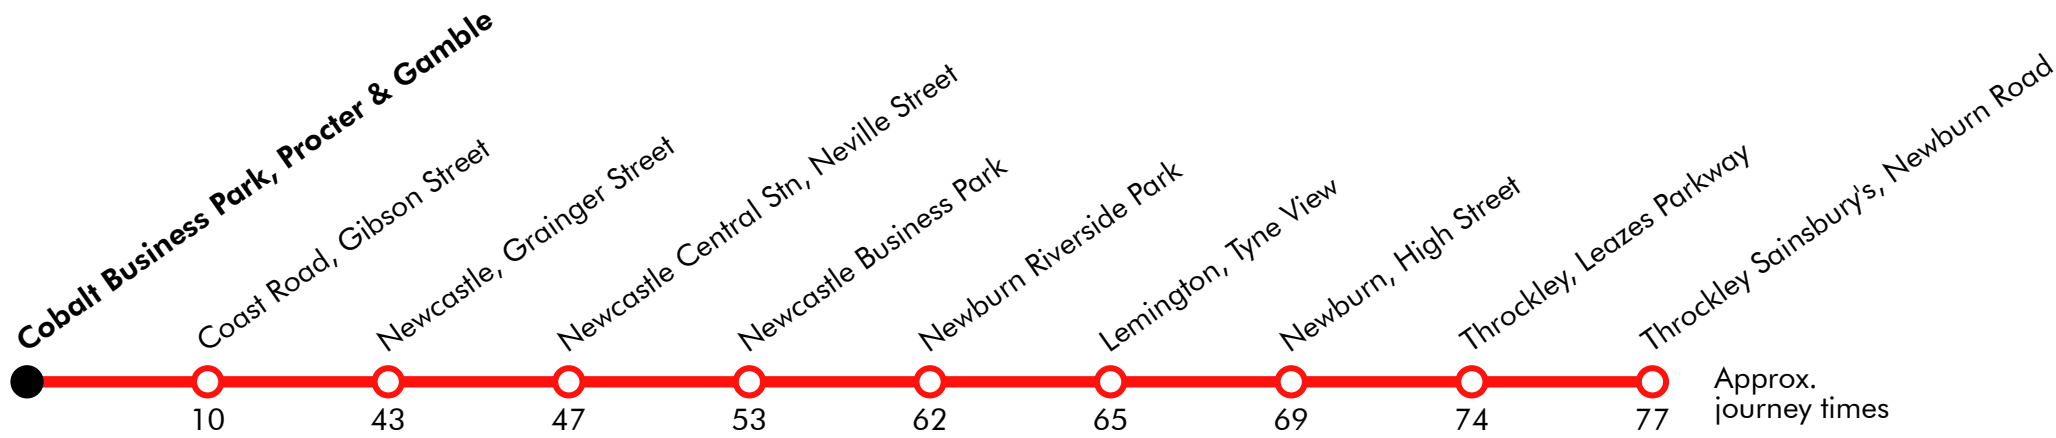 Cobalt Business Park, Procter & Gamble
Coast Road, Gibson Street
Newcastle, Grainger Street
Newcastle Central Stn, Neville Street
Newcastle Business Park
Newburn Riverside Park
Lemington, Tyne View
Newburn, High Street
Throckley, Leazes Parkway
Throckley Sainsbury's, Newburn Road
10 43 47 53 62 65 69 74 77
Approx.
journey times